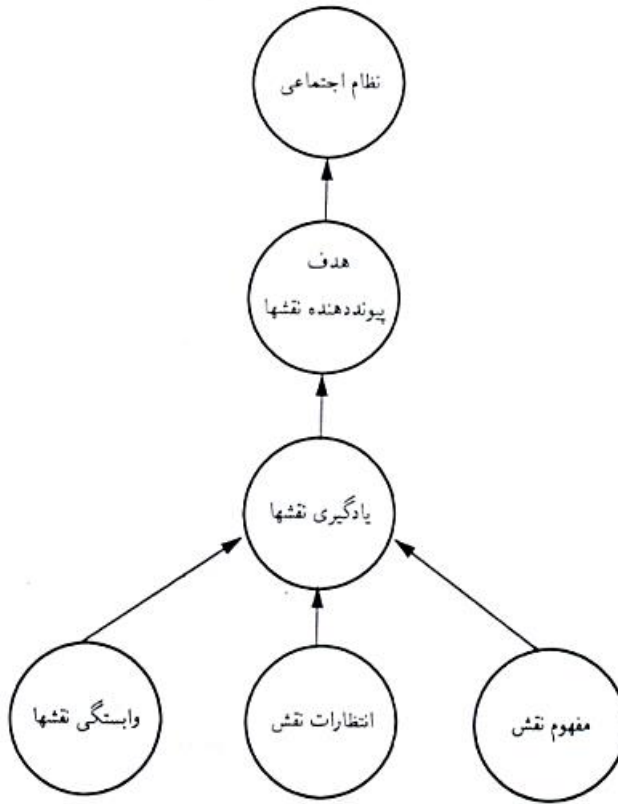 نظام اجتماعی
هدف
پیونددهنده نقشها
یادگیری نقشها
مفهوم نقش
انتظارات نقش
وابستگی نقشها